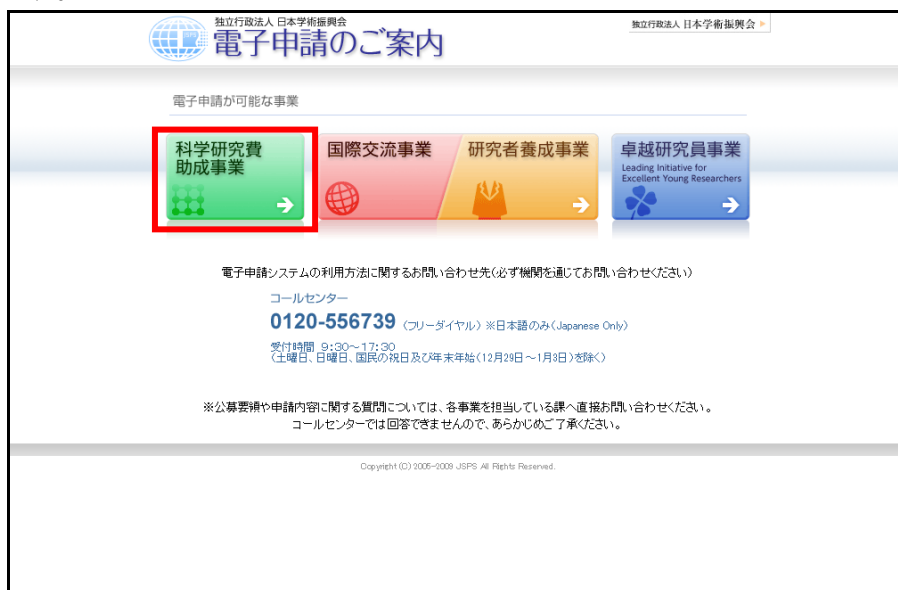 独立行政法人 日本学術振興会
電子申請のご案内
独立行政法人 日本学術振興会
電子申請が可能な事業
科学研究費
助成事業
国際交流事業
研究者養成事業
卓越研究員事業
Leading Initiative for
Excellent Young Researchers
JSPS
電子申請システムの利用方法に関するお問い合わせ先(必ず機関を通じてお問い合わせください)
コールセンター
0120-556739 (フリーダイヤル) ※日本語のみ(Japanese Only)
受付時間 9:30~17:30
(土曜日、日曜日、国民の祝日及び年末年始(12月29日~1月3日)を除く)
※公募要領や申請内容に関する質問については、各事業を担当している課へ直接お問い合わせください。
コールセンターでは回答できませんので、あらかじめご了承ください。
Copyright (C) 2005-2009 JSPS All Rights Reserved.